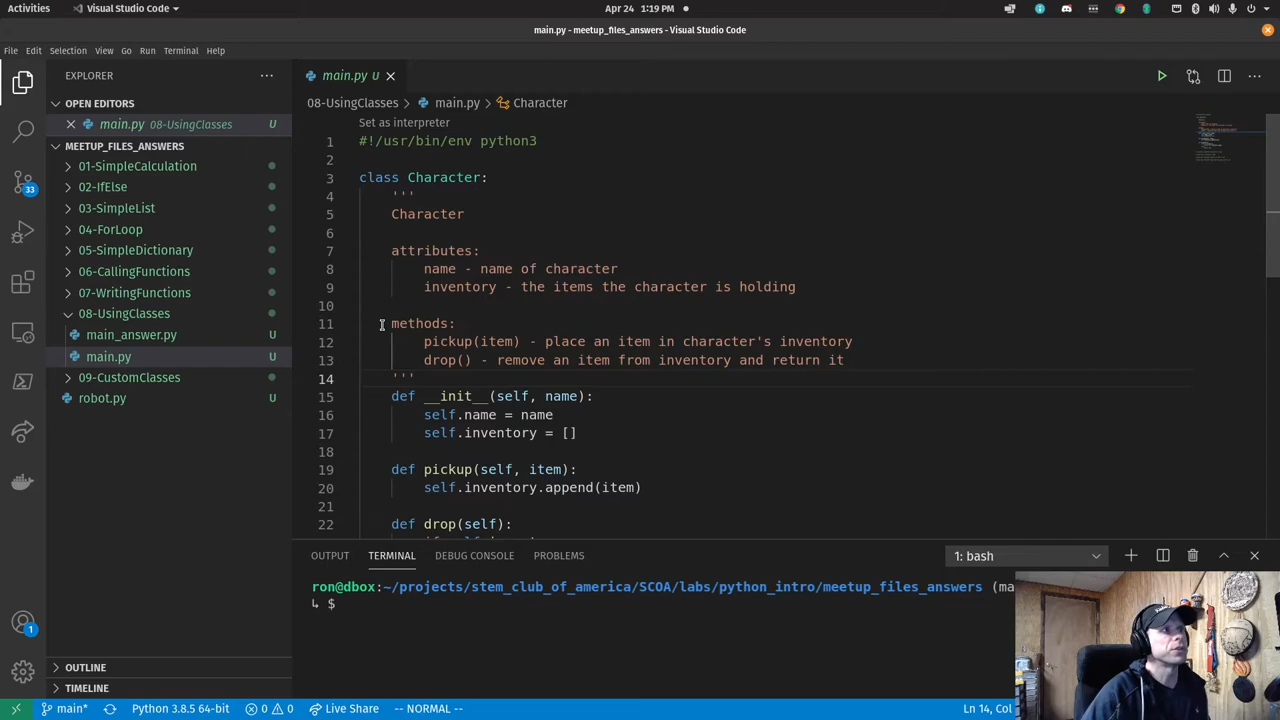 Activities
Visual Studio Code
Apr 24 1:19 PM
main.py - meetup_files_answers - Visual Studio Code
File Edit Selection View Go Run Terminal Help
EXPLORER
OPEN EDITORS
main.py 08-UsingClasses U
MEETUP_FILES_ANSWERS
01-SimpleCalculation
02-IfElse
03-SimpleList
04-ForLoop
05-SimpleDictionary
06-CallingFunctions
07-WritingFunctions
08-UsingClasses
main_answer.py U
main.py U
09-CustomClasses
robot.py U
OUTLINE
TIMELINE
33
1
main.py U
08-UsingClasses > main.py > Character
Set as interpreter
1 #!/usr/bin/env python3
2
3 class Character:
4 '''
5 Character
6
7 attributes:
8 name - name of character
9 inventory - the items the character is holding
10
11 methods:
12 pickup(item) - place an item in character's inventory
13 drop() - remove an item from inventory and return it
14 '''
15 def __init__(self, name):
16 self.name = name
17 self.inventory = []
18
19 def pickup(self, item):
20 self.inventory.append(item)
21
22 def drop(self):
OUTPUT TERMINAL DEBUG CONSOLE PROBLEMS
1: bash
ron@dbox:~/projects/stem_club_of_america/SCOA/labs/python_intro/meetup_files_answers (ma
↳ $
main* Python 3.8.5 64-bit 0 0 Live Share -- NORMAL -- Ln 14, Col